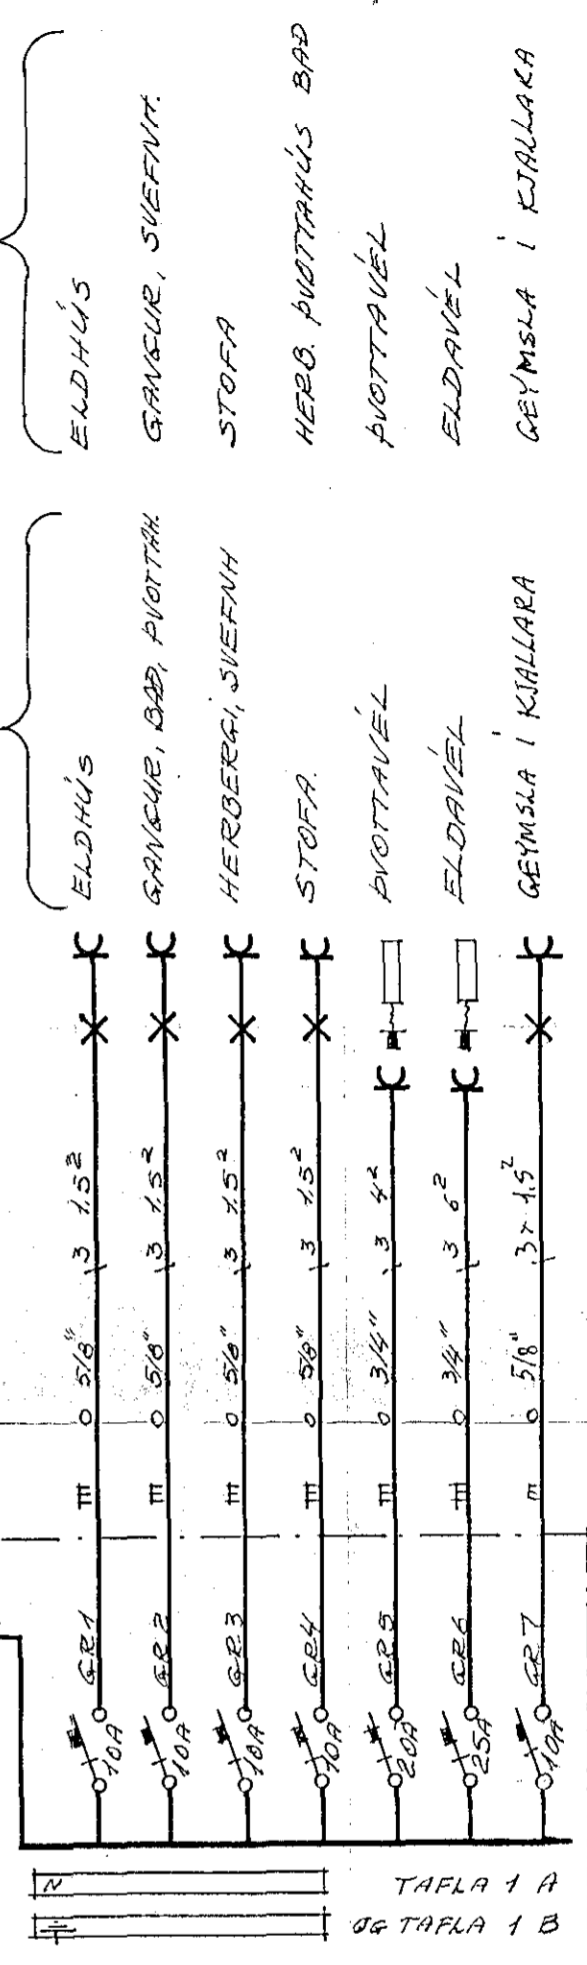 ELDHÚS
GANGUR, SVEFNH.
STOFA
HERB. ÞVOTTAHÚS BAÐ
ÞVOTTAVÉL
ELDAVÉL
GEYMSLA Í KJALLARA
ELDHÚS
GANGUR, BAÐ, ÞVOTTAH.
HERBERGI, SVEFNH
STOFA.
ÞVOTTAVÉL
ELDAVÉL
GEYMSLA Í KJALLARA
10A GR1 5/8" 3 1.5²
10A GR2 5/8" 3 1.5²
10A GR3 5/8" 3 1.5²
10A GR4 5/8" 3 1.5²
20A GR5 3/4" 3 4²
25A GR6 3/4" 3 6²
10A GR7 5/8" 3 r 1.5²
N
TAFLA 1 A
OG TAFLA 1 B